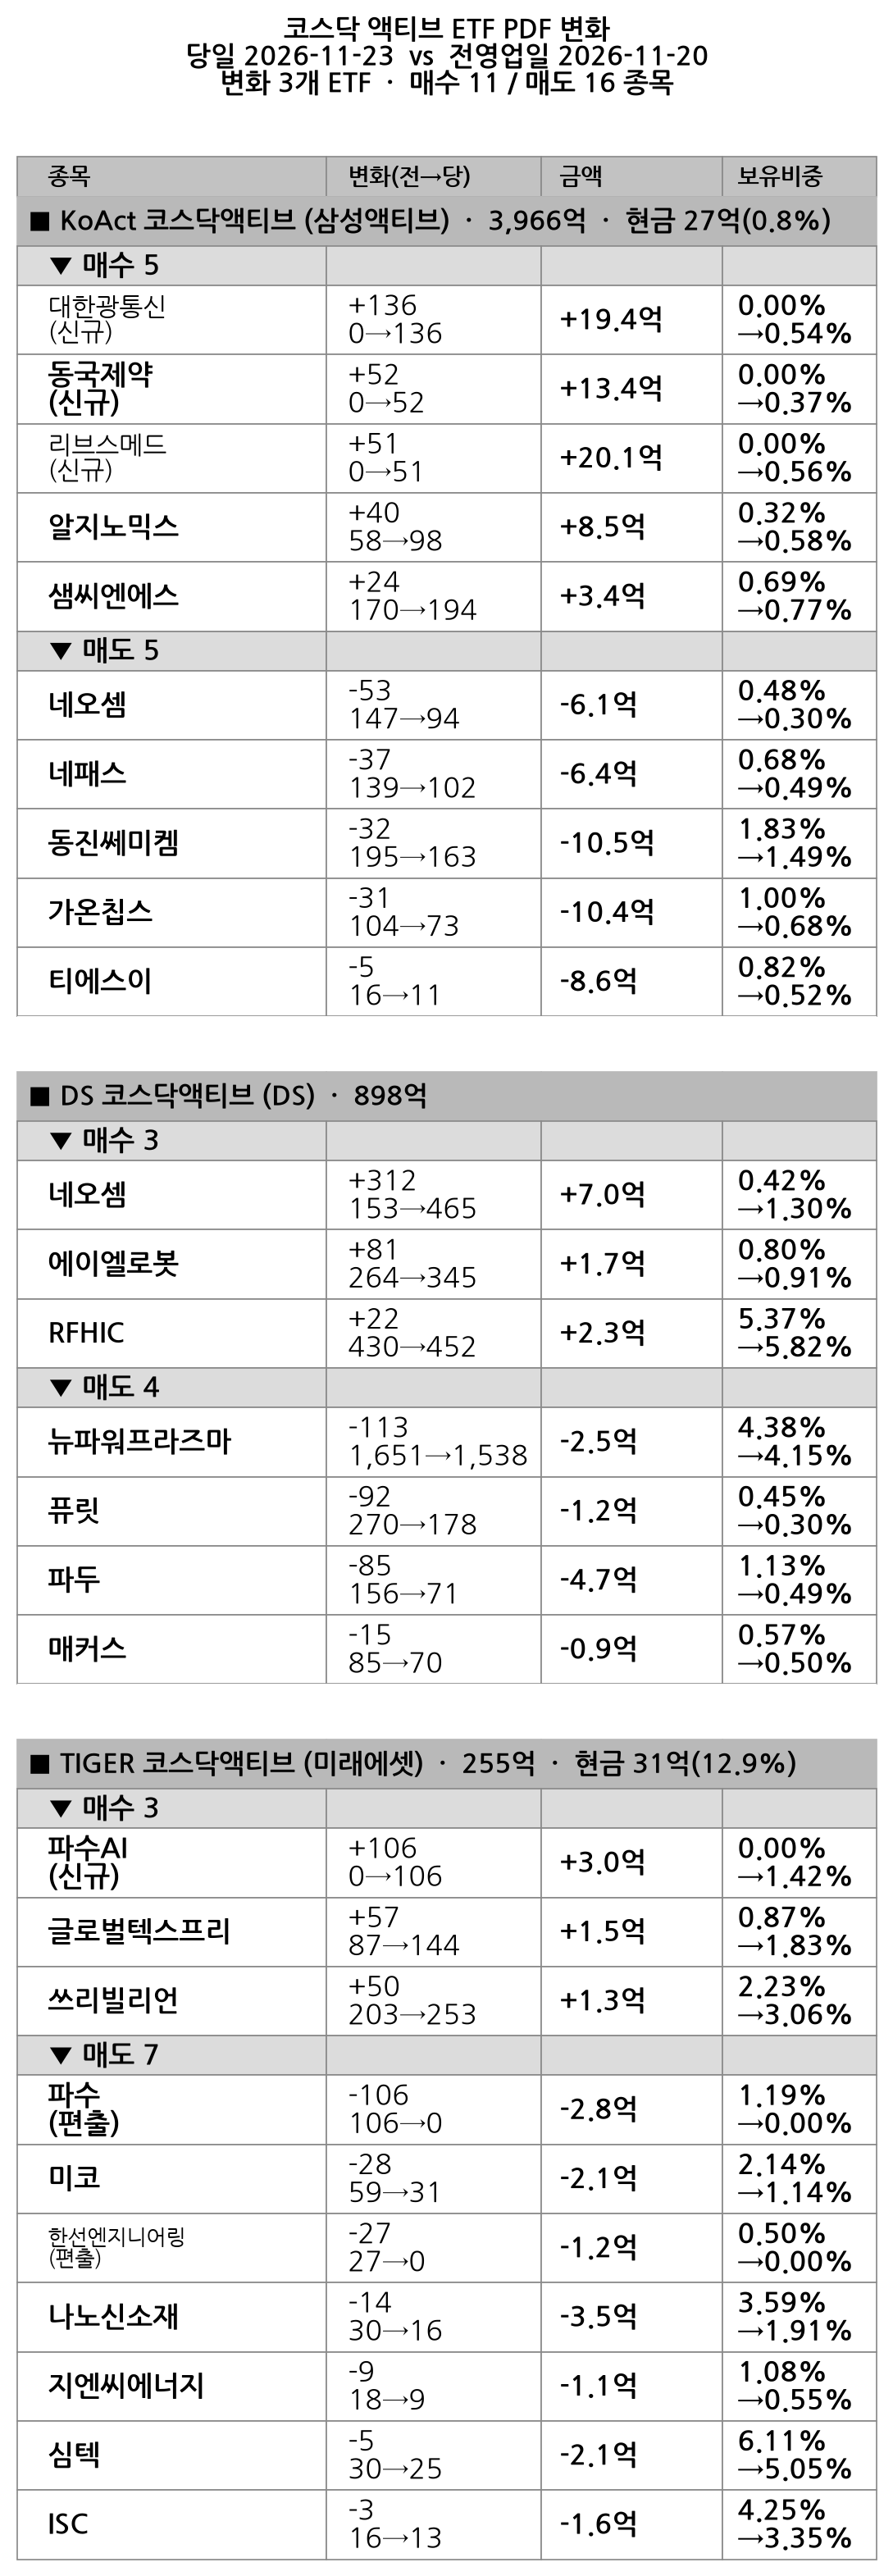 코스닥 액티브 ETF PDF 변화
당일 2026-11-23 vs 전영업일 2026-11-20
변화 3개 ETF · 매수 11 / 매도 16 종목
종목 변화(전→당) 금액 보유비중
■ KoAct 코스닥액티브 (삼성액티브) · 3,966억 · 현금 27억(0.8%)
▼ 매수 5
대한광통신
(신규)
+136
0→136
+19.4억
0.00%
→0.54%
동국제약
(신규)
+52
0→52
+13.4억
0.00%
→0.37%
리브스메드
(신규)
+51
0→51
+20.1억
0.00%
→0.56%
알지노믹스
+40
58→98
+8.5억
0.32%
→0.58%
샘씨엔에스
+24
170→194
+3.4억
0.69%
→0.77%
▼ 매도 5
네오셈
-53
147→94
-6.1억
0.48%
→0.30%
네패스
-37
139→102
-6.4억
0.68%
→0.49%
동진쎄미켐
-32
195→163
-10.5억
1.83%
→1.49%
가온칩스
-31
104→73
-10.4억
1.00%
→0.68%
티에스이
-5
16→11
-8.6억
0.82%
→0.52%
■ DS 코스닥액티브 (DS) · 898억
▼ 매수 3
네오셈
+312
153→465
+7.0억
0.42%
→1.30%
에이엘로봇
+81
264→345
+1.7억
0.80%
→0.91%
RFHIC
+22
430→452
+2.3억
5.37%
→5.82%
▼ 매도 4
뉴파워프라즈마
-113
1,651→1,538
-2.5억
4.38%
→4.15%
퓨릿
-92
270→178
-1.2억
0.45%
→0.30%
파두
-85
156→71
-4.7억
1.13%
→0.49%
매커스
-15
85→70
-0.9억
0.57%
→0.50%
■ TIGER 코스닥액티브 (미래에셋) · 255억 · 현금 31억(12.9%)
▼ 매수 3
파수AI
(신규)
+106
0→106
+3.0억
0.00%
→1.42%
글로벌텍스프리
+57
87→144
+1.5억
0.87%
→1.83%
쓰리빌리언
+50
203→253
+1.3억
2.23%
→3.06%
▼ 매도 7
파수
(편출)
-106
106→0
-2.8억
1.19%
→0.00%
미코
-28
59→31
-2.1억
2.14%
→1.14%
한선엔지니어링
(편출)
-27
27→0
-1.2억
0.50%
→0.00%
나노신소재
-14
30→16
-3.5억
3.59%
→1.91%
지엔씨에너지
-9
18→9
-1.1억
1.08%
→0.55%
심텍
-5
30→25
-2.1억
6.11%
→5.05%
ISC
-3
16→13
-1.6억
4.25%
→3.35%